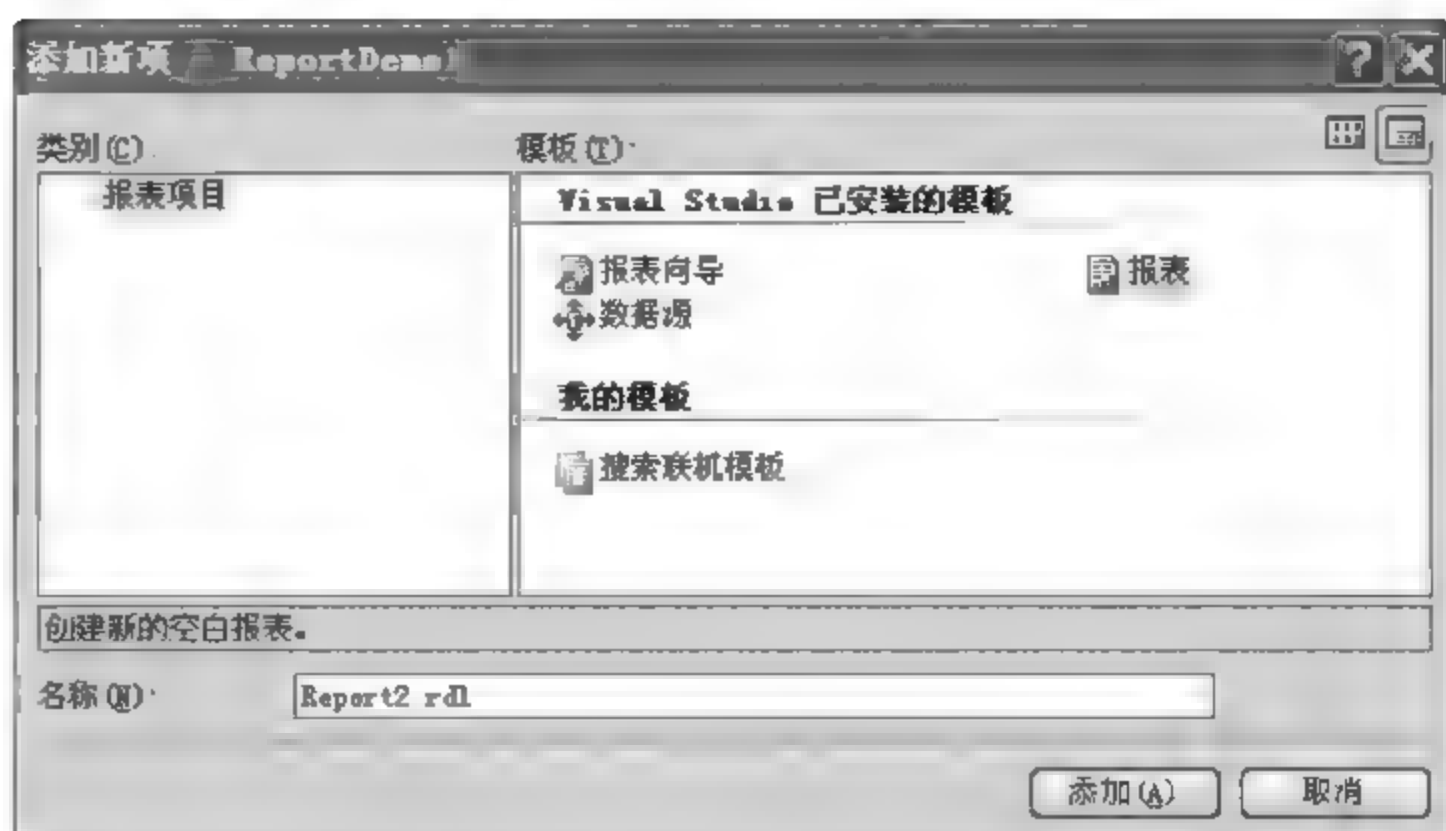 添加新项 - ReportDemo1
类别(C)
模板(T):
报表项目
Visual Studio 已安装的模板
报表向导
报表
数据源
我的模板
搜索联机模板
创建新的空白报表。
名称(N):
Report2 rdl
添加(A)
取消